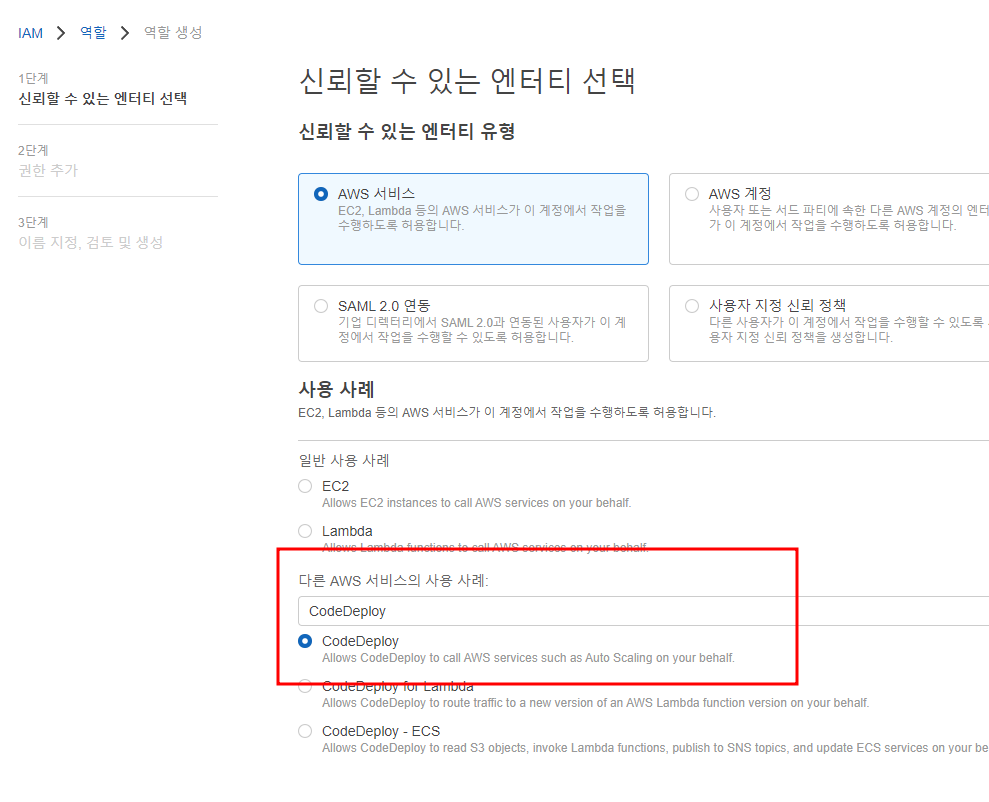 IAM > 역할 > 역할 생성
1단계
신뢰할 수 있는 엔터티 선택
2단계
권한 추가
3단계
이름 지정, 검토 및 생성
신뢰할 수 있는 엔터티 선택
신뢰할 수 있는 엔터티 유형
AWS 서비스
EC2, Lambda 등의 AWS 서비스가 이 계정에서 작업을
수행하도록 허용합니다.
AWS 계정
사용자 또는 서드 파티에 속한 다른 AWS 계정의 엔터
가 이 계정에서 작업을 수행하도록 허용합니다.
SAML 2.0 연동
기업 디렉터리에서 SAML 2.0과 연동된 사용자가 이 계
정에서 작업을 수행할 수 있도록 허용합니다.
사용자 지정 신뢰 정책
다른 사용자가 이 계정에서 작업을 수행할 수 있도록
용자 지정 신뢰 정책을 생성합니다.
사용 사례
EC2, Lambda 등의 AWS 서비스가 이 계정에서 작업을 수행하도록 허용합니다.
일반 사용 사례
EC2
Allows EC2 instances to call AWS services on your behalf.
Lambda
Allows Lambda functions to call AWS services on your behalf.
다른 AWS 서비스의 사용 사례:
CodeDeploy
CodeDeploy
Allows CodeDeploy to call AWS services such as Auto Scaling on your behalf.
CodeDeploy for Lambda
Allows CodeDeploy to route traffic to a new version of an AWS Lambda function version on your behalf.
CodeDeploy - ECS
Allows CodeDeploy to read S3 objects, invoke Lambda functions, publish to SNS topics, and update ECS services on your be